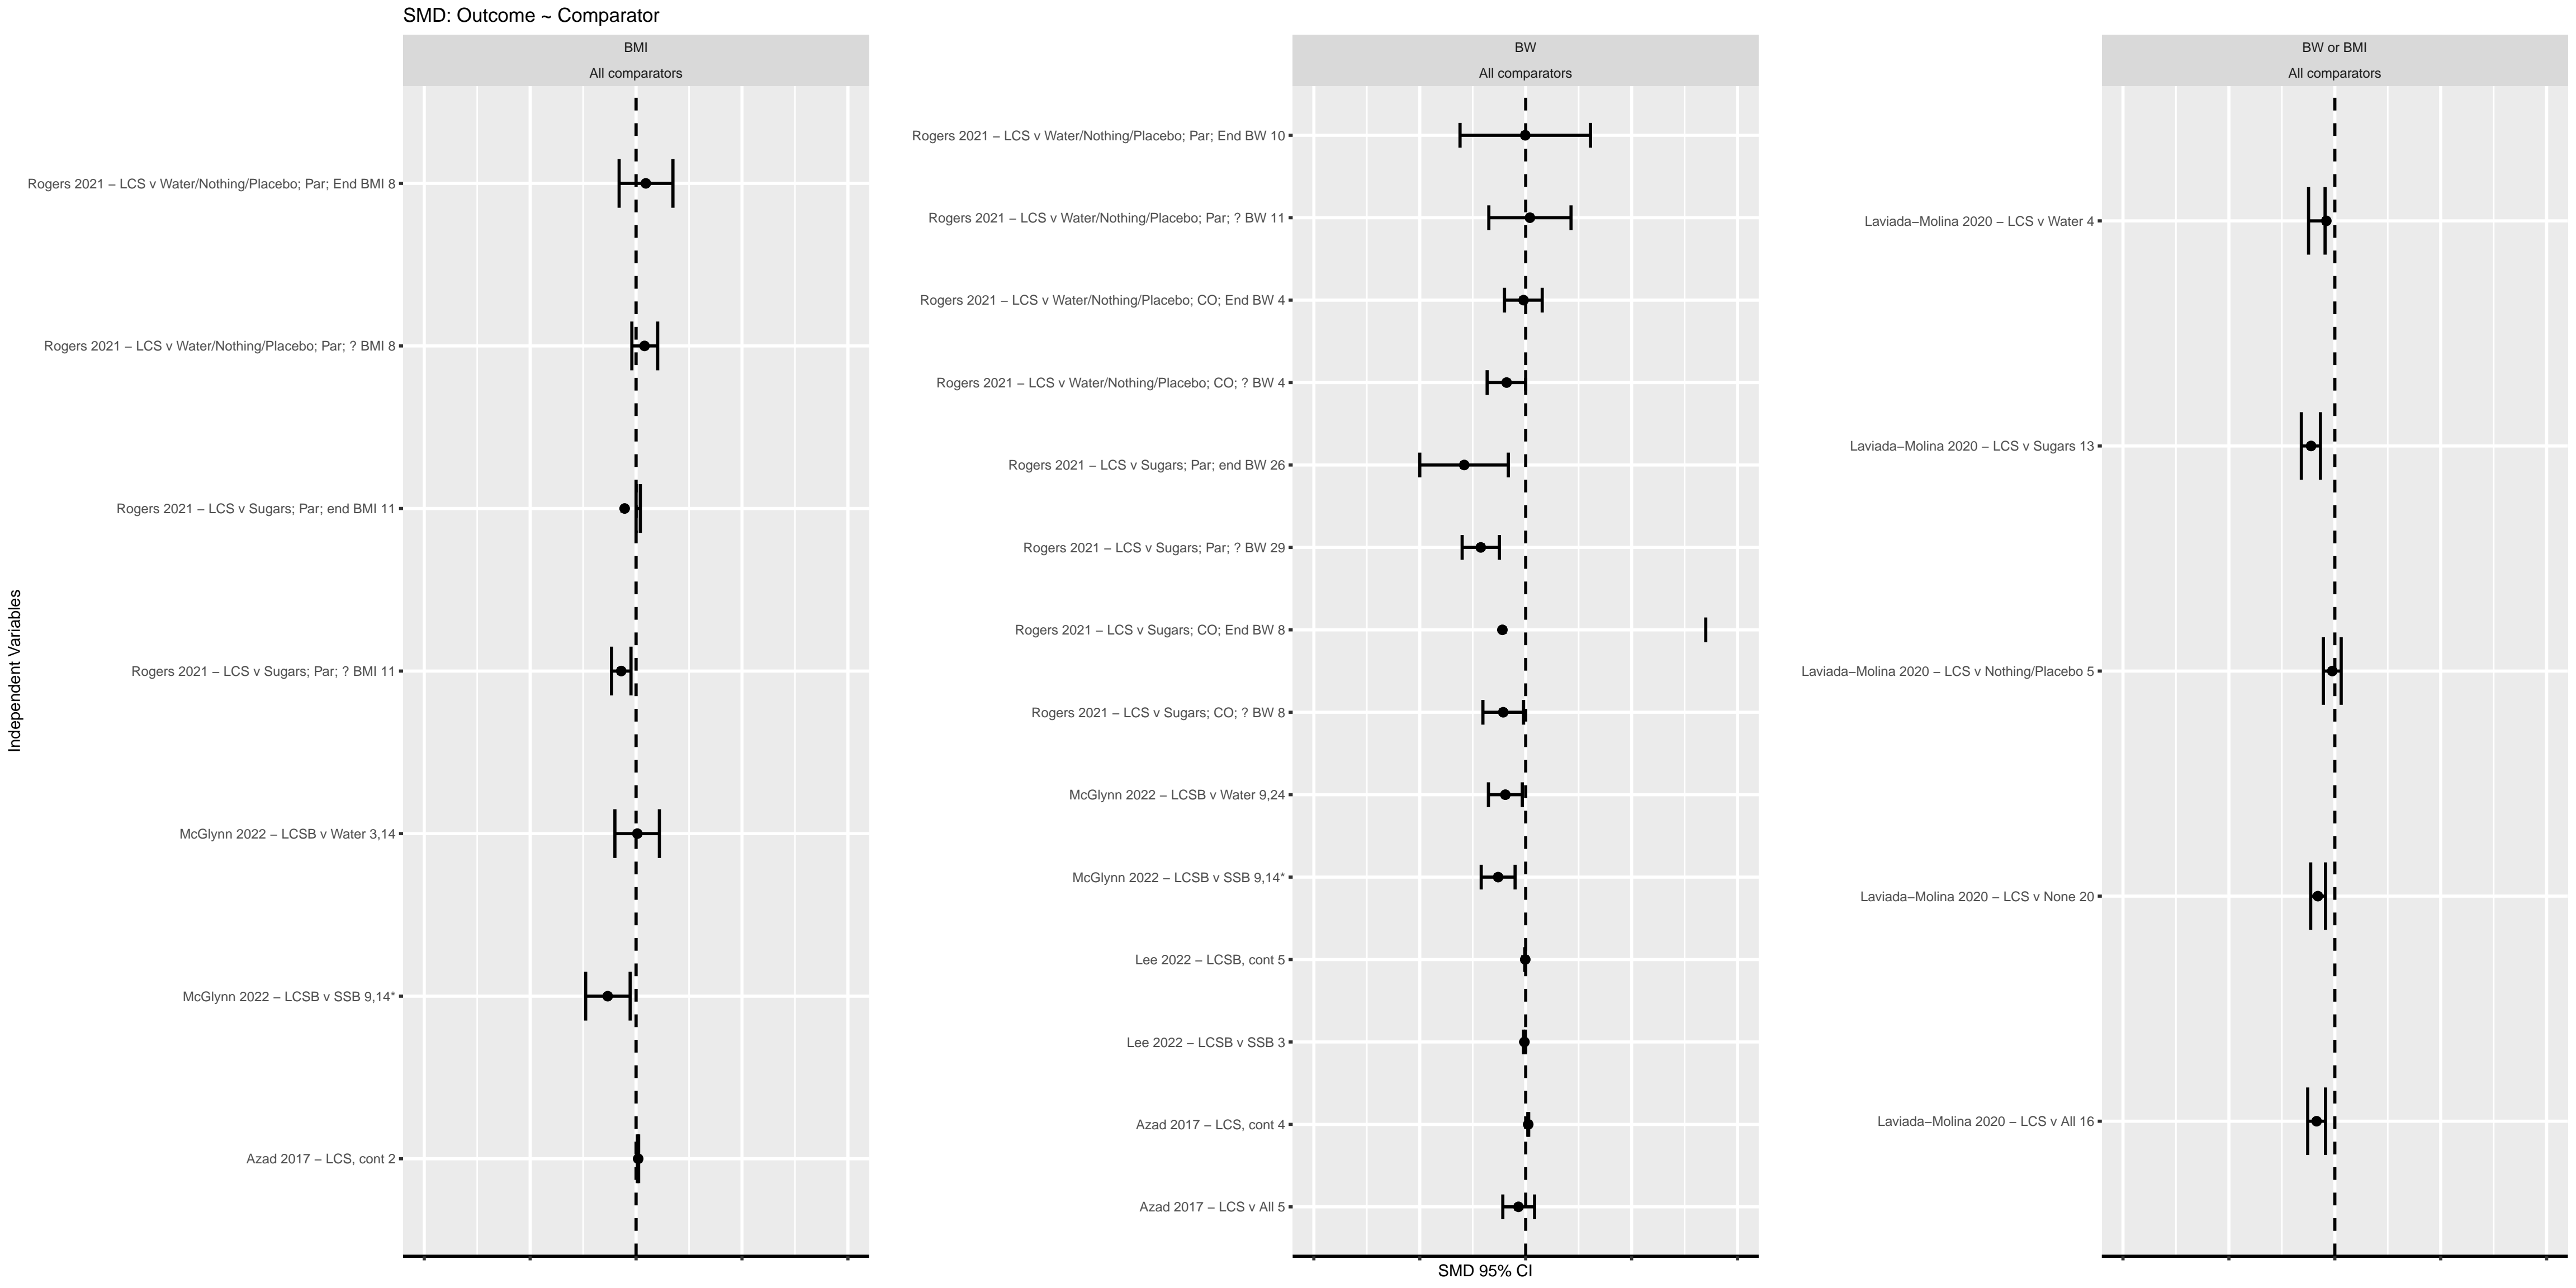 SMD: Outcome ~ Comparator
BMI
All comparators
Rogers 2021 – LCS v Water/Nothing/Placebo; Par; End BMI 8
Rogers 2021 – LCS v Water/Nothing/Placebo; Par; ? BMI 8
Rogers 2021 – LCS v Sugars; Par; end BMI 11
Rogers 2021 – LCS v Sugars; Par; ? BMI 11
McGlynn 2022 – LCSB v Water 3,14
McGlynn 2022 – LCSB v SSB 9,14*
Azad 2017 – LCS, cont 2
Independent Variables
BW
All comparators
Rogers 2021 – LCS v Water/Nothing/Placebo; Par; End BW 10
Rogers 2021 – LCS v Water/Nothing/Placebo; Par; ? BW 11
Rogers 2021 – LCS v Water/Nothing/Placebo; CO; End BW 4
Rogers 2021 – LCS v Water/Nothing/Placebo; CO; ? BW 4
Rogers 2021 – LCS v Sugars; Par; end BW 26
Rogers 2021 – LCS v Sugars; Par; ? BW 29
Rogers 2021 – LCS v Sugars; CO; End BW 8
Rogers 2021 – LCS v Sugars; CO; ? BW 8
McGlynn 2022 – LCSB v Water 9,24
McGlynn 2022 – LCSB v SSB 9,14*
Lee 2022 – LCSB, cont 5
Lee 2022 – LCSB v SSB 3
Azad 2017 – LCS, cont 4
Azad 2017 – LCS v All 5
SMD 95% CI
BW or BMI
All comparators
Laviada–Molina 2020 – LCS v Water 4
Laviada–Molina 2020 – LCS v Sugars 13
Laviada–Molina 2020 – LCS v Nothing/Placebo 5
Laviada–Molina 2020 – LCS v None 20
Laviada–Molina 2020 – LCS v All 16